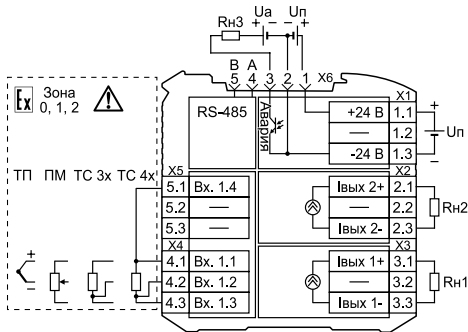 Rн3 Uа Uп
+ − − +
B A
5 4 3 2 1 X6
Ex Зона 0, 1, 2
RS-485
Авария
X1
+24 В 1.1
— 1.2
-24 В 1.3
+ Uп −
ТП ПМ ТС 3х ТС 4х
X5
5.1 Вх. 1.4
5.2 —
5.3 —
X2
Iвых 2+ 2.1
— 2.2
Iвых 2- 2.3
Rн2
X4
4.1 Вх. 1.1
4.2 Вх. 1.2
4.3 Вх. 1.3
+
−
X3
Iвых 1+ 3.1
— 3.2
Iвых 1- 3.3
Rн1